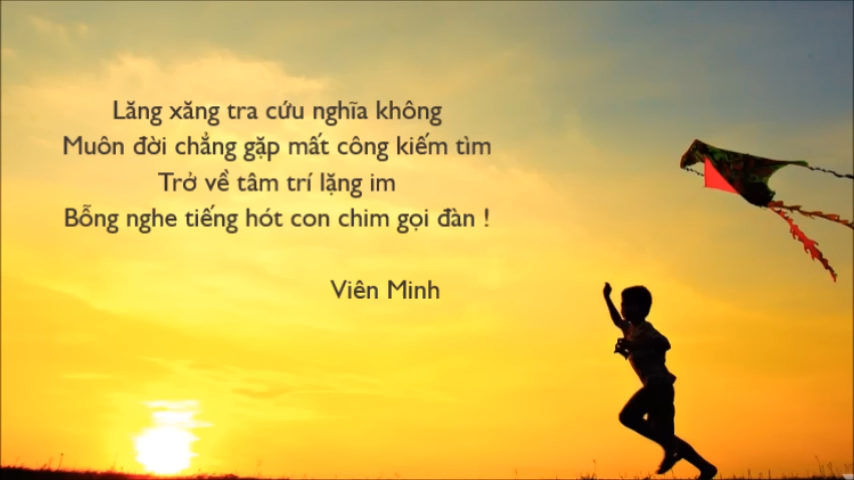 Lăng xăng tra cứu nghĩa không
Muôn đời chẳng gặp mất công kiếm tìm
Trở về tâm trí lặng im
Bỗng nghe tiếng hót con chim gọi đàn !
Viên Minh